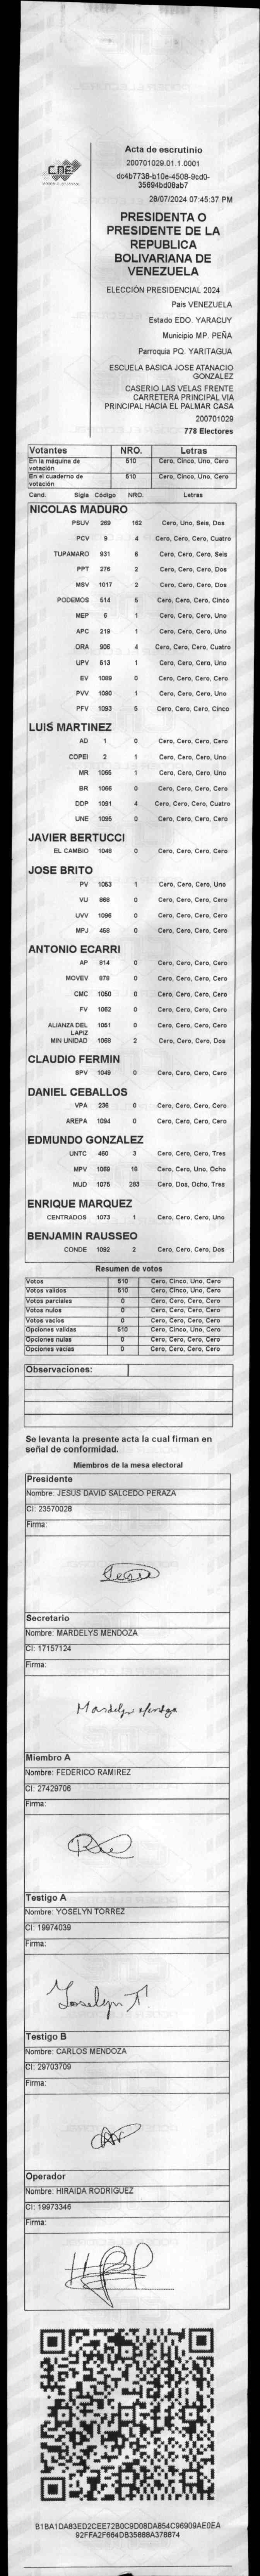 Acta de escrutinio
200701029.01.1.0001
dc4b7738-b10e-4508-9cd0-
35694bd08ab7
28/07/2024 07:45:37 PM
CNE
PRESIDENTA O
PRESIDENTE DE LA
REPUBLICA
BOLIVARIANA DE
VENEZUELA
ELECCIÓN PRESIDENCIAL 2024
Pais VENEZUELA
Estado EDO. YARACUY
Municipio MP. PEÑA
Parroquia PQ. YARITAGUA
ESCUELA BASICA JOSE ATANACIO
GONZALEZ
CASERIO LAS VELAS FRENTE
CARRETERA PRINCIPAL VIA
PRINCIPAL HACIA EL PALMAR CASA
200701029
778 Electores
Votantes NRO. Letras
En la máquina de votación 510 Cero, Cinco, Uno, Cero
En el cuaderno de votación 510 Cero, Cinco, Uno, Cero
Cand. Sigla Código NRO. Letras
NICOLAS MADURO
PSUV 269 162 Cero, Uno, Seis, Dos
PCV 9 4 Cero, Cero, Cero, Cuatro
TUPAMARO 931 6 Cero, Cero, Cero, Seis
PPT 276 2 Cero, Cero, Cero, Dos
MSV 1017 2 Cero, Cero, Cero, Dos
PODEMOS 514 5 Cero, Cero, Cero, Cinco
MEP 6 1 Cero, Cero, Cero, Uno
APC 219 1 Cero, Cero, Cero, Uno
ORA 906 4 Cero, Cero, Cero, Cuatro
UPV 513 1 Cero, Cero, Cero, Uno
EV 1089 0 Cero, Cero, Cero, Cero
PVV 1090 1 Cero, Cero, Cero, Uno
PFV 1093 5 Cero, Cero, Cero, Cinco
LUIS MARTINEZ
AD 1 0 Cero, Cero, Cero, Cero
COPEI 2 1 Cero, Cero, Cero, Uno
MR 1065 1 Cero, Cero, Cero, Uno
BR 1066 0 Cero, Cero, Cero, Cero
DDP 1091 4 Cero, Cero, Cero, Cuatro
UNE 1095 0 Cero, Cero, Cero, Cero
JAVIER BERTUCCI
EL CAMBIO 1048 0 Cero, Cero, Cero, Cero
JOSE BRITO
PV 1053 1 Cero, Cero, Cero, Uno
VU 868 0 Cero, Cero, Cero, Cero
UVV 1096 0 Cero, Cero, Cero, Cero
MPJ 458 0 Cero, Cero, Cero, Cero
ANTONIO ECARRI
AP 814 0 Cero, Cero, Cero, Cero
MOVEV 978 0 Cero, Cero, Cero, Cero
CMC 1050 0 Cero, Cero, Cero, Cero
FV 1062 0 Cero, Cero, Cero, Cero
ALIANZA DEL LAPIZ 1061 0 Cero, Cero, Cero, Cero
MIN UNIDAD 1069 2 Cero, Cero, Cero, Dos
CLAUDIO FERMIN
SPV 1049 0 Cero, Cero, Cero, Cero
DANIEL CEBALLOS
VPA 236 0 Cero, Cero, Cero, Cero
AREPA 1094 0 Cero, Cero, Cero, Cero
EDMUNDO GONZALEZ
UNTC 460 3 Cero, Cero, Cero, Tres
MPV 1069 18 Cero, Cero, Uno, Ocho
MUD 1075 283 Cero, Dos, Ocho, Tres
ENRIQUE MARQUEZ
CENTRADOS 1073 1 Cero, Cero, Cero, Uno
BENJAMIN RAUSSEO
CONDE 1092 2 Cero, Cero, Cero, Dos
Resumen de votos
Votos 510 Cero, Cinco, Uno, Cero
Votos validos 510 Cero, Cinco, Uno, Cero
Votos parciales 0 Cero, Cero, Cero, Cero
Votos nulos 0 Cero, Cero, Cero, Cero
Votos vacios 0 Cero, Cero, Cero, Cero
Opciones validas 510 Cero, Cinco, Uno, Cero
Opciones nulas 0 Cero, Cero, Cero, Cero
Opciones vacias 0 Cero, Cero, Cero, Cero
Observaciones:
Se levanta la presente acta la cual firman en
señal de conformidad.
Miembros de la mesa electoral
Presidente
Nombre: JESUS DAVID SALCEDO PERAZA
CI: 23570028
Firma:
Secretario
Nombre: MARDELYS MENDOZA
CI: 17157124
Firma:
Miembro A
Nombre: FEDERICO RAMIREZ
CI: 27429706
Firma:
Testigo A
Nombre: YOSELYN TORREZ
CI: 19974039
Firma:
Yoselyn T.
Testigo B
Nombre: CARLOS MENDOZA
CI: 29703709
Firma:
Operador
Nombre: HIRAIDA RODRIGUEZ
CI: 19973346
Firma:
B1BA1DA83ED2CEE72B0C9D08DA854C96909AE0EA
92FFA2F664DB35888A378874